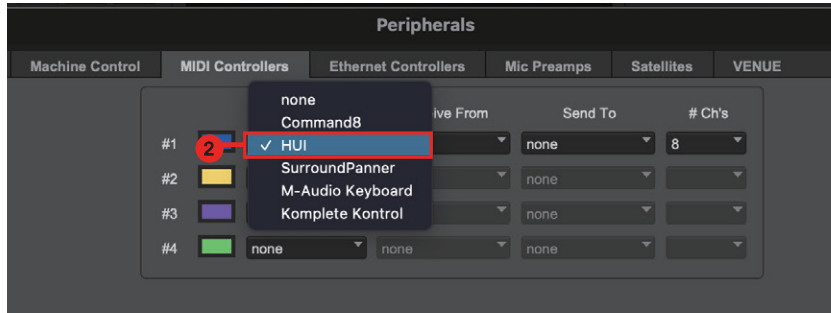 Peripherals
Machine Control MIDI Controllers Ethernet Controllers Mic Preamps Satellites VENUE
none
Command8
HUI
SurroundPanner
M-Audio Keyboard
Komplete Kontrol
ive From Send To # Ch's
#1 2 none 8
#2 none
#3 none
#4 none none none